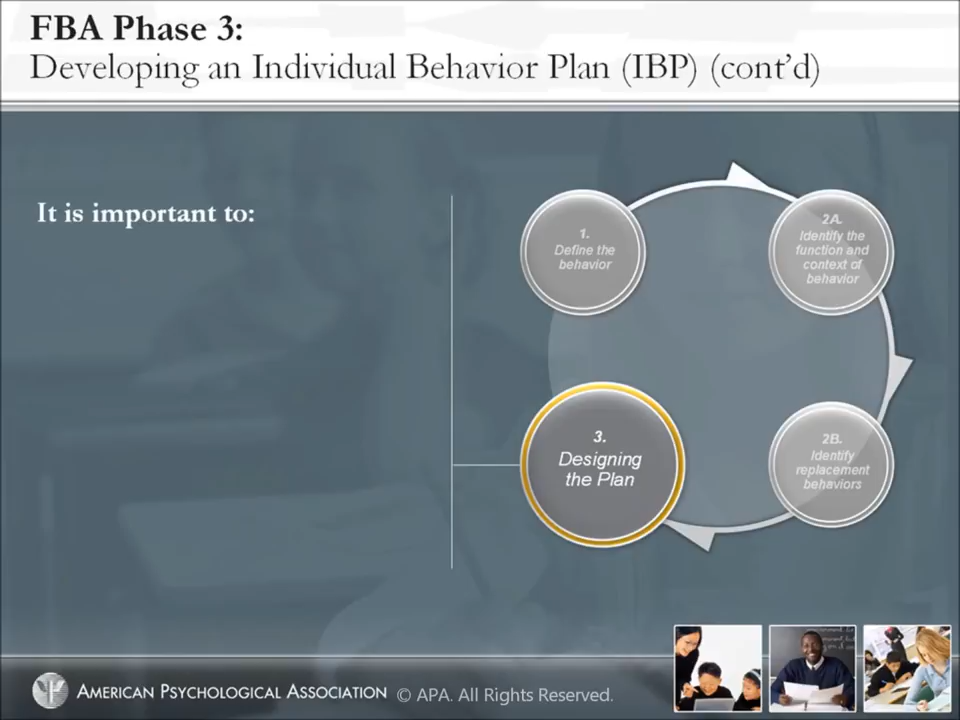 FBA Phase 3:
Developing an Individual Behavior Plan (IBP) (cont'd)
It is important to:
1.
Define the
behavior
2A.
Identify the
function and
context of
behavior
3.
Designing
the Plan
2B.
Identify
replacement
behaviors
AMERICAN PSYCHOLOGICAL ASSOCIATION © APA. All Rights Reserved.